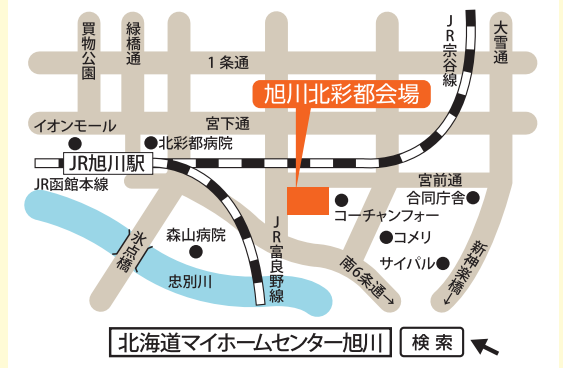 買物公園
緑橋通
JR宗谷線
大雪通
1条通
旭川北彩都会場
イオンモール
宮下通
北彩都病院
JR旭川駅
JR函館本線
宮前通
合同庁舎
コーチャンフォー
氷点橋
森山病院
JR富良野線
コメリ
サイパル
新神楽橋↓
忠別川
南6条通→
北海道マイホームセンター旭川
検索